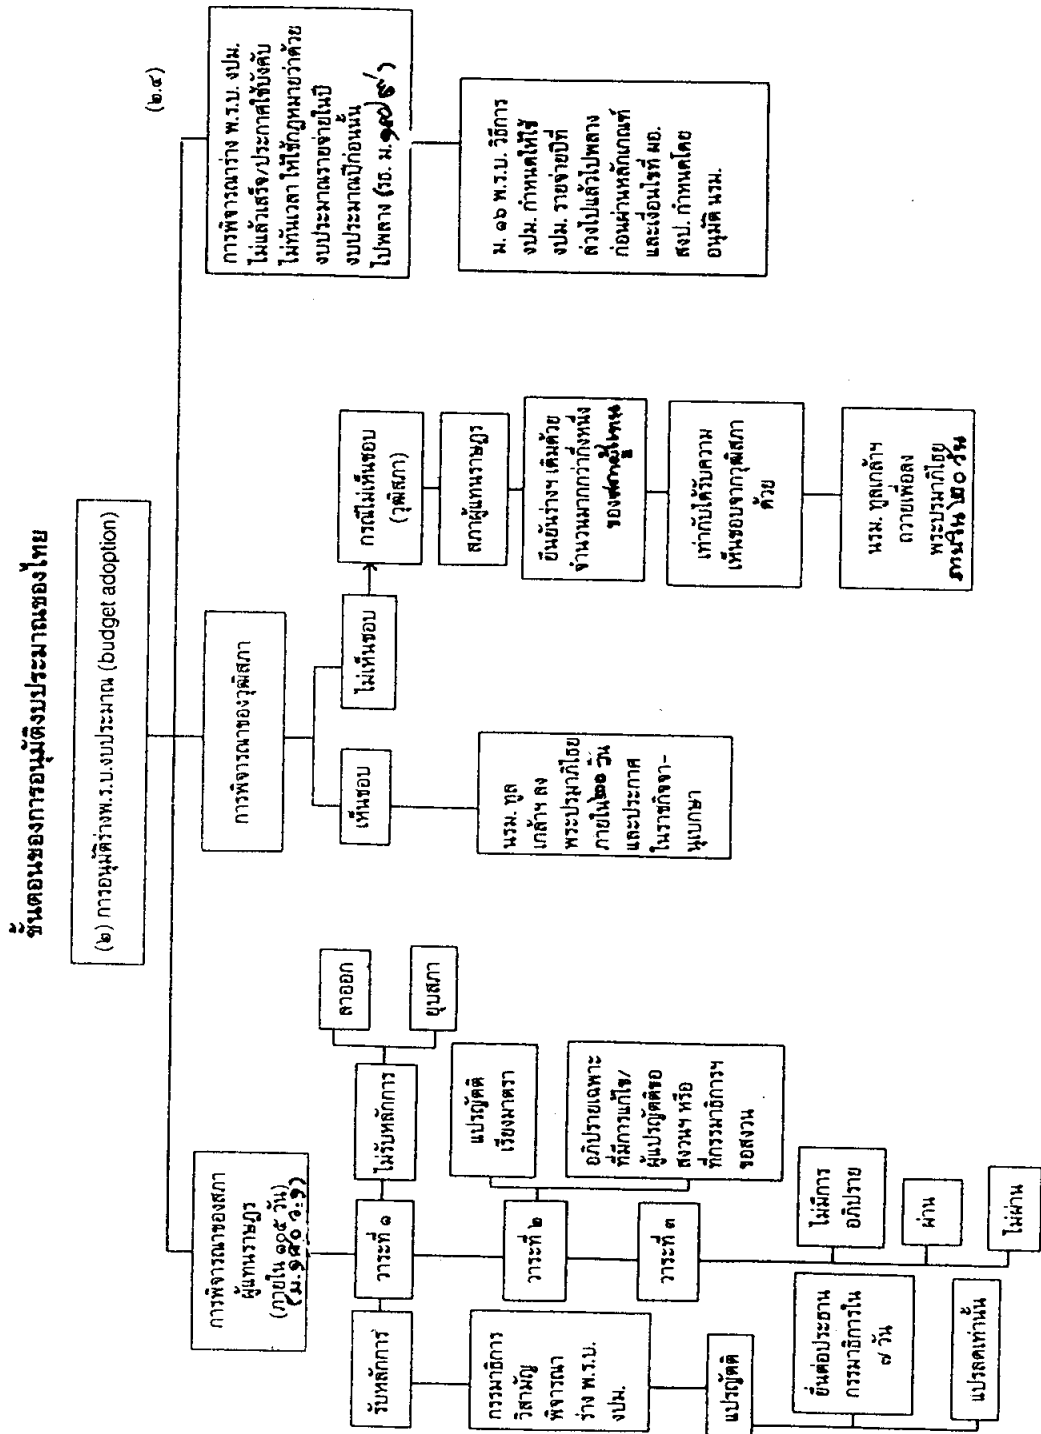 ขั้นตอนของการอนุมัติงบประมาณของไทย
(๒) การอนุมัติร่างพ.ร.บ.งบประมาณ (budget adoption)
(๒.๔)
การพิจารณาของสภา
ผู้แทนราษฎร
(ภายใน ๑๐๕ วัน)
รับหลักการ
วาระที่ ๑
ไม่รับหลักการ
ลาออก
ยุบสภา
กรรมาธิการ
วิสามัญ
พิจารณา
ร่าง พ.ร.บ.
งปม.
วาระที่ ๒
แปรญัตติ
เรียงมาตรา
อภิปรายเฉพาะ
ที่มีการแก้ไข/
ผู้แปรญัตติขอ
สงวนฯ หรือ
ที่กรรมาธิการฯ
ขอสงวน
วาระที่ ๓
ไม่มีการ
อภิปราย
ผ่าน
ไม่ผ่าน
แปรญัตติ
ยื่นต่อประธาน
กรรมาธิการใน
๗ วัน
แปรลดเท่านั้น
การพิจารณาของวุฒิสภา
เห็นชอบ
ไม่เห็นชอบ
นรม. ทูล
เกล้าฯ ลง
พระปรมาภิไธย
ภายใน ๒๐ วัน
และประกาศ
ในราชกิจจา-
นุเบกษา
กรณีไม่เห็นชอบ
(วุฒิสภา)
สภาผู้แทนราษฎร
ยืนยันร่างฯ เดิมด้วย
จำนวนมากกว่ากึ่งหนึ่ง
ของสภาผู้แทน
เท่ากับได้รับความ
เห็นชอบจากวุฒิสภา
ด้วย
นรม. ทูลเกล้าฯ
ถวายเพื่อลง
พระปรมาภิไธย
ภายใน ๒๐ วัน
การพิจารณาร่าง พ.ร.บ. งปม.
ไม่แล้วเสร็จ/ประกาศใช้บังคับ
ไม่ทันเวลา ให้ใช้กฎหมายว่าด้วย
งบประมาณรายจ่ายในปี
งบประมาณปีก่อนนั้น
ไปพลาง (รธ. ม.
ม. ๑๖ พ.ร.บ. วิธีการ
งปม. กำหนดให้ใช้
งปม. รายจ่ายปีที่
ล่วงไปแล้วไปพลาง
ก่อนผ่านหลักเกณฑ์
และเงื่อนไขที่ ผอ.
สงป. กำหนดโดย
อนุมัติ นรม.